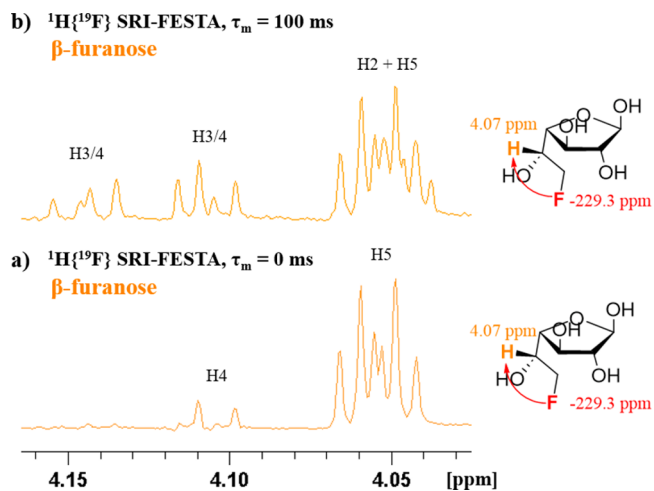 b) ¹H{¹⁹F} SRI-FESTA, τₘ = 100 ms
β-furanose
H2 + H5
H3/4
H3/4
4.07 ppm
O
OH
OH
H
HO
OH
F
-229.3 ppm
a) ¹H{¹⁹F} SRI-FESTA, τₘ = 0 ms
β-furanose
H5
H4
4.07 ppm
O
OH
OH
H
HO
OH
F
-229.3 ppm
4.15 4.10 4.05 [ppm]